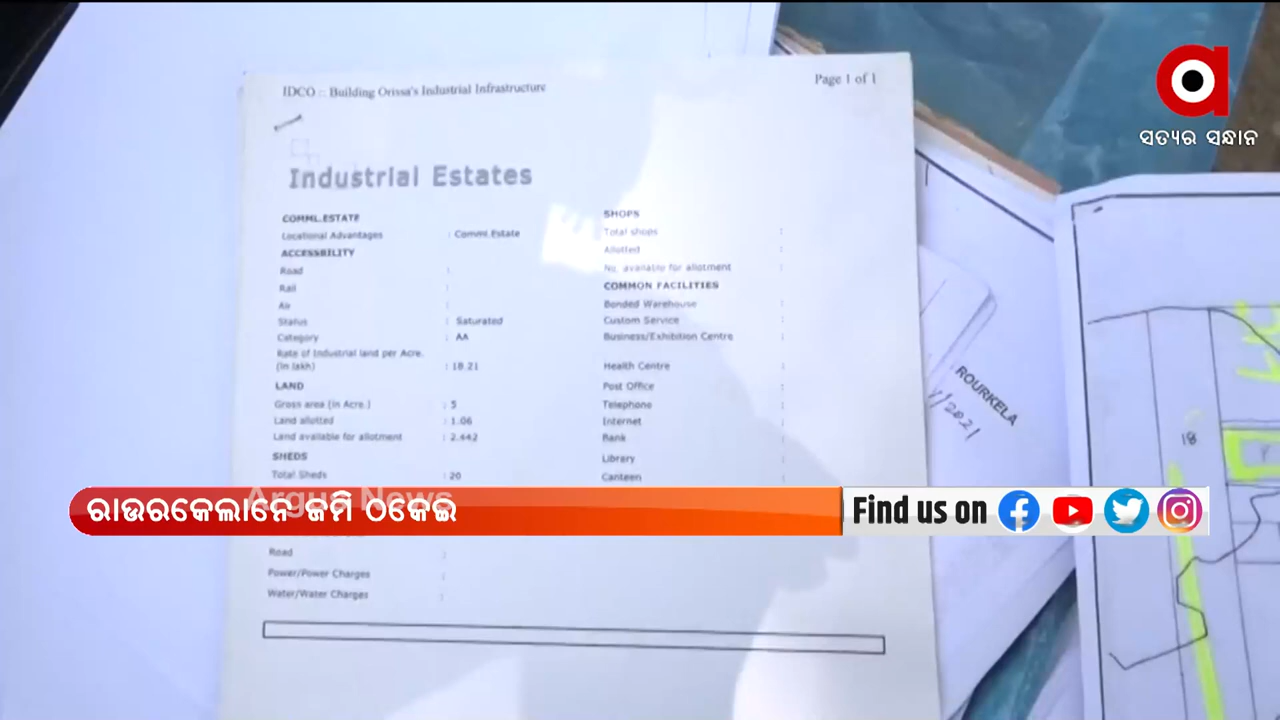 IDCO :: Building Orissa's Industrial Infrastructure
Page 1 of 1
ସତ୍ୟର ସନ୍ଧାନ
Industrial Estates
COMML.ESTATE
Locational Advantages : Comml.Estate
ACCESSBILITY
Road :
Rail :
Air :
Status : Saturated
Category : AA
Rate of Industrial land per Acre.
(In lakh) : 18.21
LAND
Gross area (in Acre.) : 5
Land allotted : 1.06
Land available for allotment : 2.442
SHEDS
Total Sheds : 20
SHOPS
Total shops :
Allotted :
No. available for allotment :
COMMON FACILITIES
Bonded Warehouse :
Custom Service :
Business/Exhibition Centre :
Health Centre :
Post Office :
Telephone :
Internet :
Bank :
Library :
Canteen :
ROURKELA
/2021
18
Argus News
ରାଉରକେଲାନେ ଜମି ଠକେଇ
Find us on
Road :
Power/Power Charges :
Water/Water Charges :